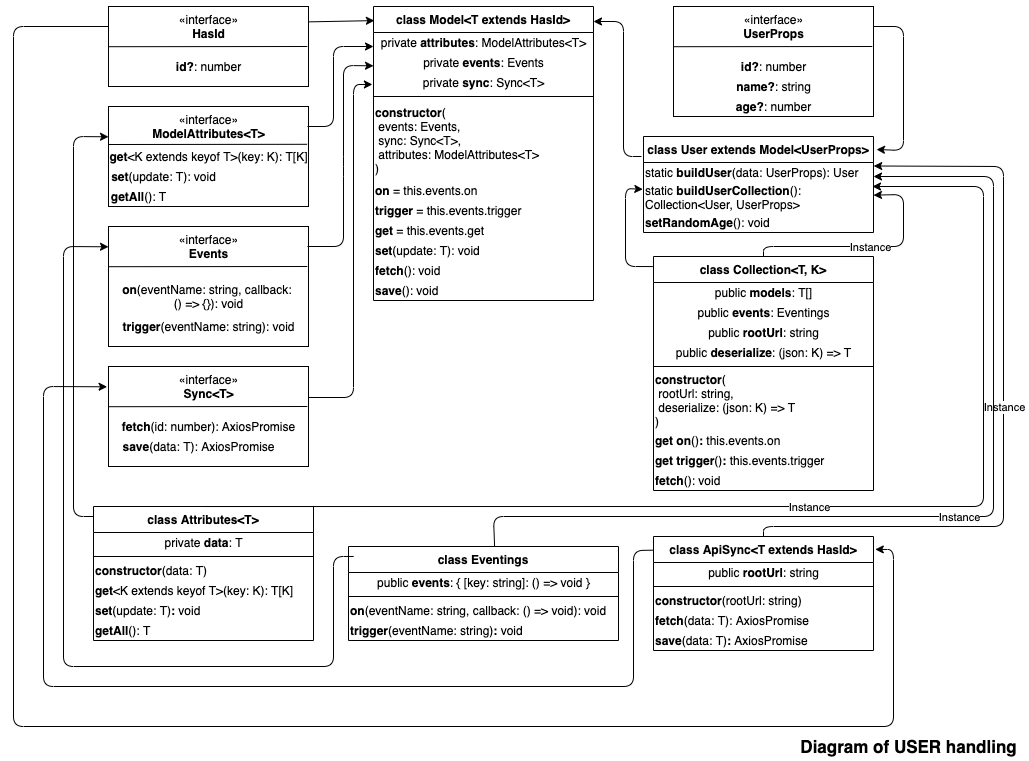 «interface»
HasId
id?: number
«interface»
ModelAttributes<T>
get<K extends keyof T>(key: K): T[K]
set(update: T): void
getAll(): T
«interface»
Events
on(eventName: string, callback:
() => {}): void
trigger(eventName: string): void
«interface»
Sync<T>
fetch(id: number): AxiosPromise
save(data: T): AxiosPromise
class Model<T extends HasId>
private attributes: ModelAttributes<T>
private events: Events
private sync: Sync<T>
constructor(
events: Events,
sync: Sync<T>,
attributes: ModelAttributes<T>
)
on = this.events.on
trigger = this.events.trigger
get = this.events.get
set(update: T): void
fetch(): void
save(): void
«interface»
UserProps
id?: number
name?: string
age?: number
class User extends Model<UserProps>
static buildUser(data: UserProps): User
static buildUserCollection():
Collection<User, UserProps>
setRandomAge(): void
Instance
class Collection<T, K>
public models: T[]
public events: Eventings
public rootUrl: string
public deserialize: (json: K) => T
constructor(
rootUrl: string,
deserialize: (json: K) => T
)
get on(): this.events.on
get trigger(): this.events.trigger
fetch(): void
Instance
Instance
Instance
class Attributes<T>
private data: T
constructor(data: T)
get<K extends keyof T>(key: K): T[K]
set(update: T): void
getAll(): T
class Eventings
public events: { [key: string]: () => void }
on(eventName: string, callback: () => void): void
trigger(eventName: string): void
class ApiSync<T extends HasId>
public rootUrl: string
constructor(rootUrl: string)
fetch(data: T): AxiosPromise
save(data: T): AxiosPromise
Diagram of USER handling